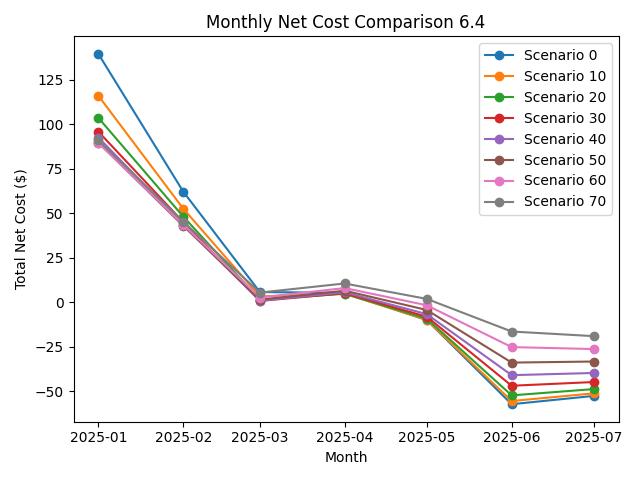 Monthly Net Cost Comparison 6.4
Total Net Cost ($)
125
100
75
50
25
0
−25
−50
2025-01
2025-02
2025-03
2025-04
2025-05
2025-06
2025-07
Month
Scenario 0
Scenario 10
Scenario 20
Scenario 30
Scenario 40
Scenario 50
Scenario 60
Scenario 70